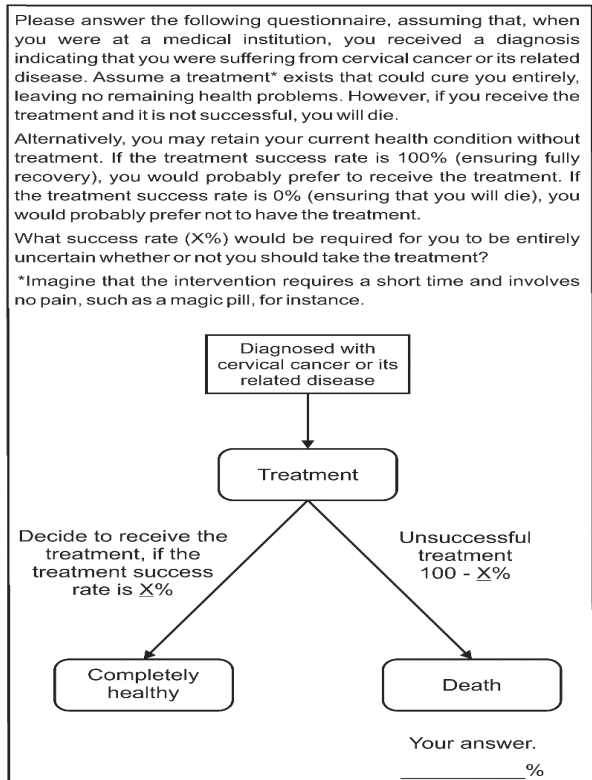 Please answer the following questionnaire, assuming that, when
you were at a medical institution, you received a diagnosis
indicating that you were suffering from cervical cancer or its related
disease. Assume a treatment* exists that could cure you entirely,
leaving no remaining health problems. However, if you receive the
treatment and it is not successful, you will die.
Alternatively, you may retain your current health condition without
treatment. If the treatment success rate is 100% (ensuring fully
recovery), you would probably prefer to receive the treatment. If
the treatment success rate is 0% (ensuring that you will die), you
would probably prefer not to have the treatment.
What success rate (X%) would be required for you to be entirely
uncertain whether or not you should take the treatment?
*Imagine that the intervention requires a short time and involves
no pain, such as a magic pill, for instance.
Diagnosed with
cervical cancer or its
related disease
Treatment
Decide to receive the
treatment, if the
treatment success
rate is X%
Unsuccessful
treatment
100 - X%
Completely
healthy
Death
Your answer.
__________%